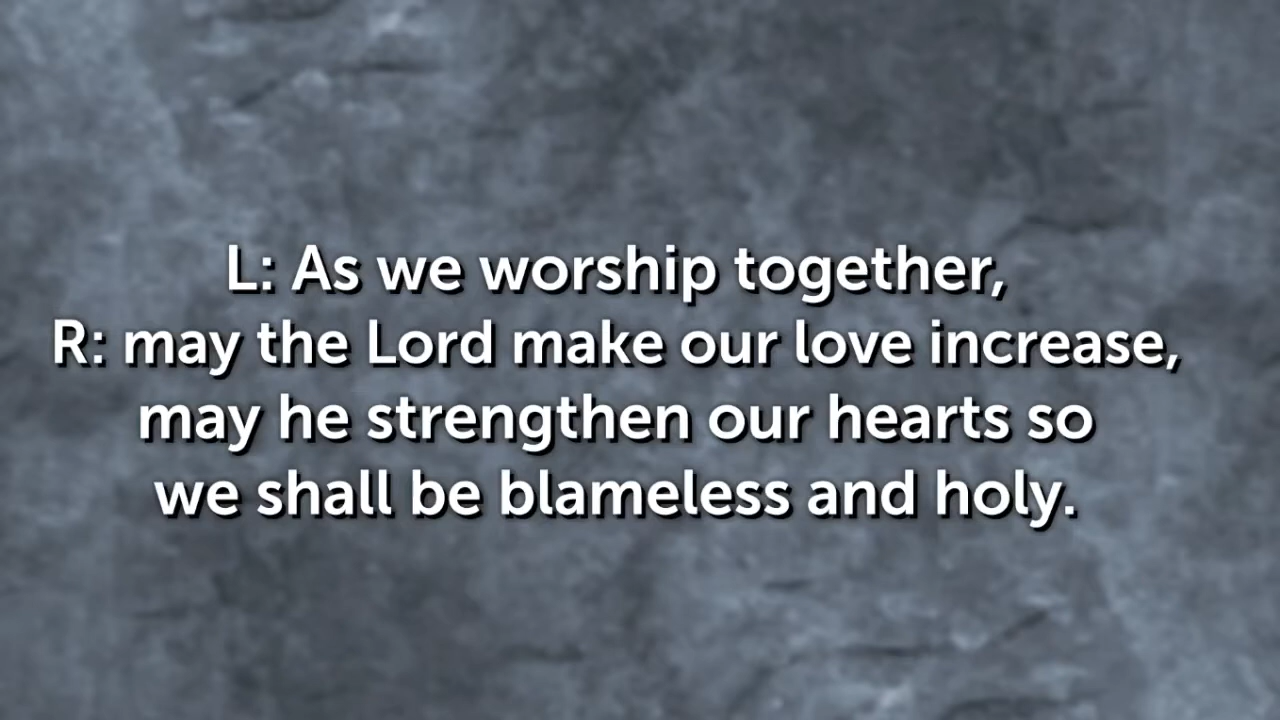 L: As we worship together,
R: may the Lord make our love increase,
may he strengthen our hearts so
we shall be blameless and holy.